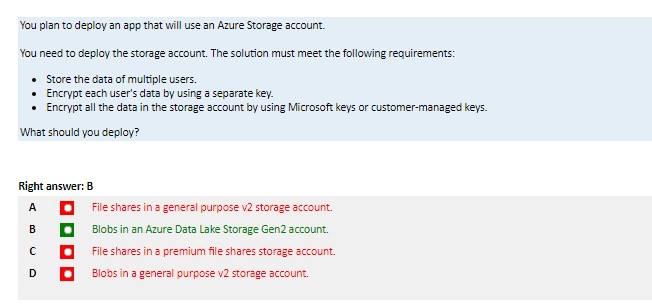 You plan to deploy an app that will use an Azure Storage account.
You need to deploy the storage account. The solution must meet the following requirements:
• Store the data of multiple users.
• Encrypt each user's data by using a separate key.
• Encrypt all the data in the storage account by using Microsoft keys or customer-managed keys.
What should you deploy?
Right answer: B
A File shares in a general purpose v2 storage account.
B Blobs in an Azure Data Lake Storage Gen2 account.
C File shares in a premium file shares storage account.
D Blobs in a general purpose v2 storage account.